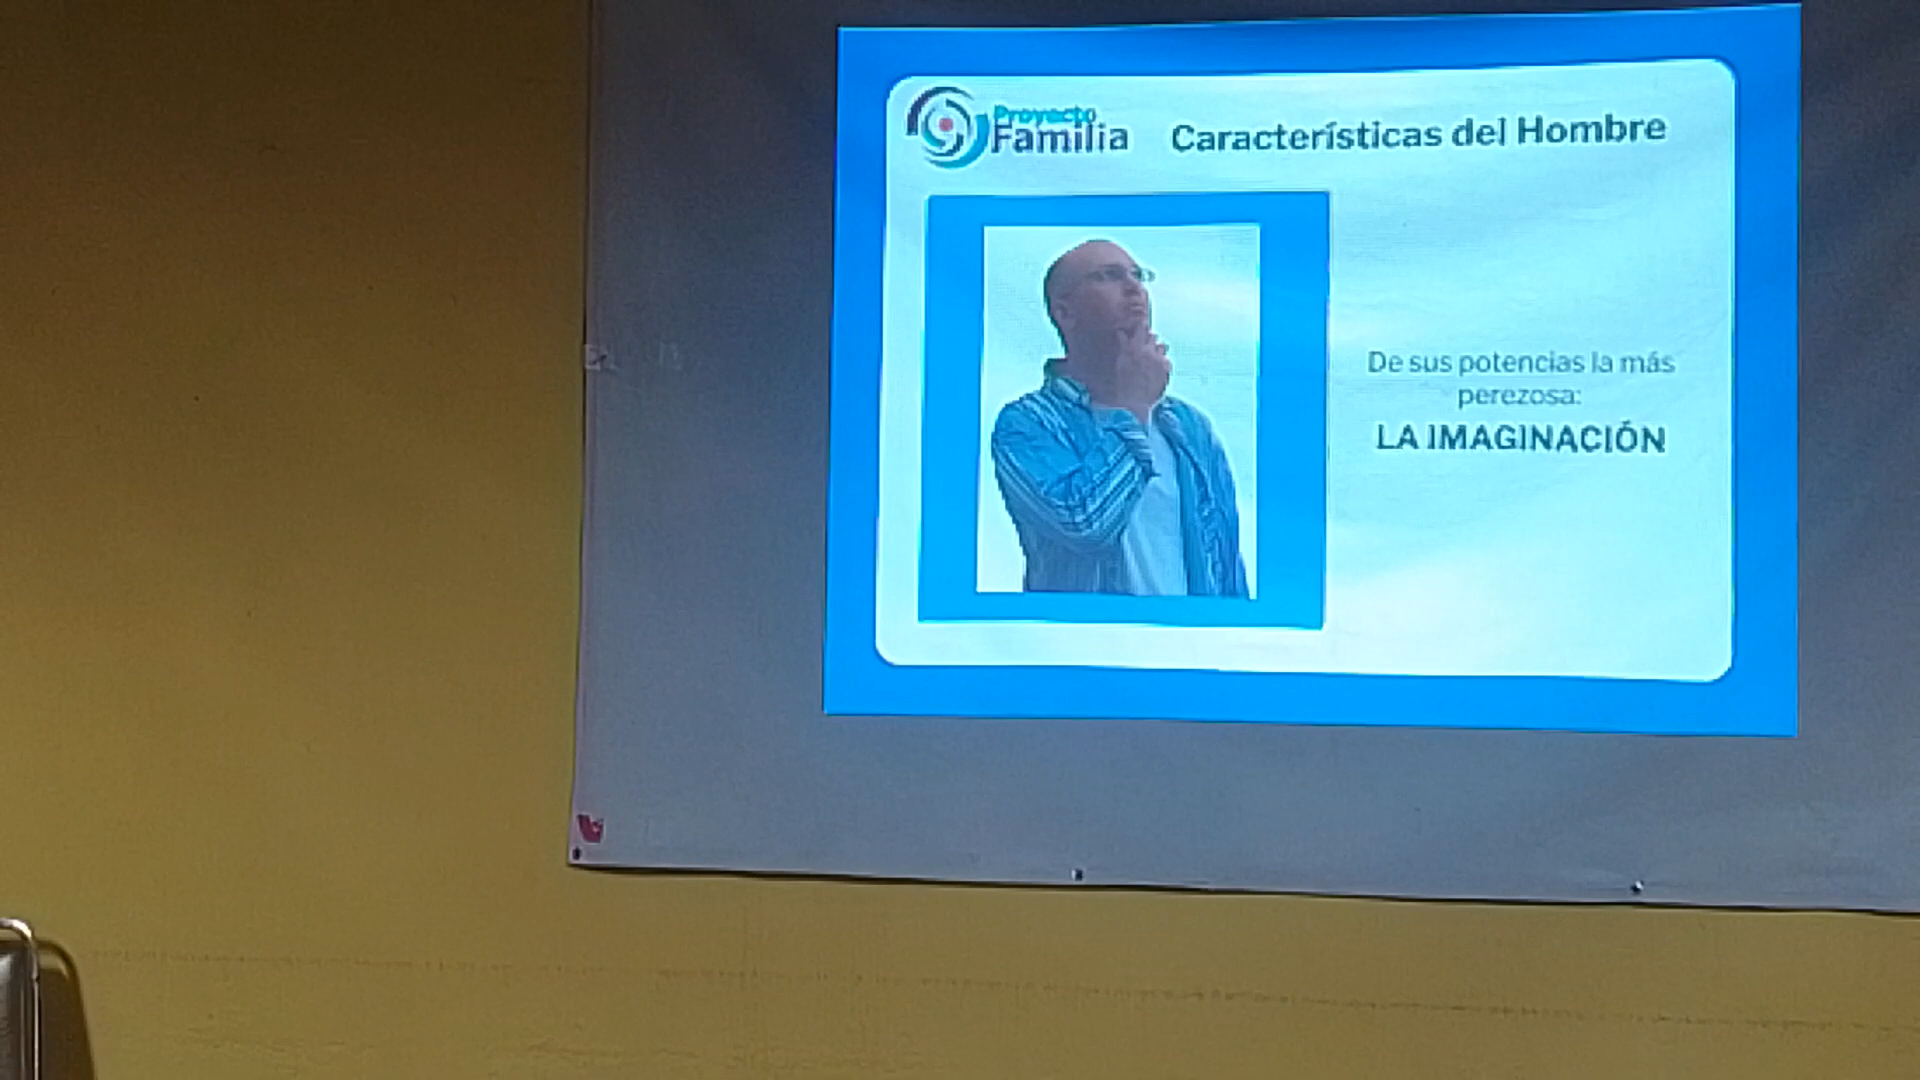 Proyecto
Familia
Características del Hombre
De sus potencias la más
perezosa:
LA IMAGINACIÓN